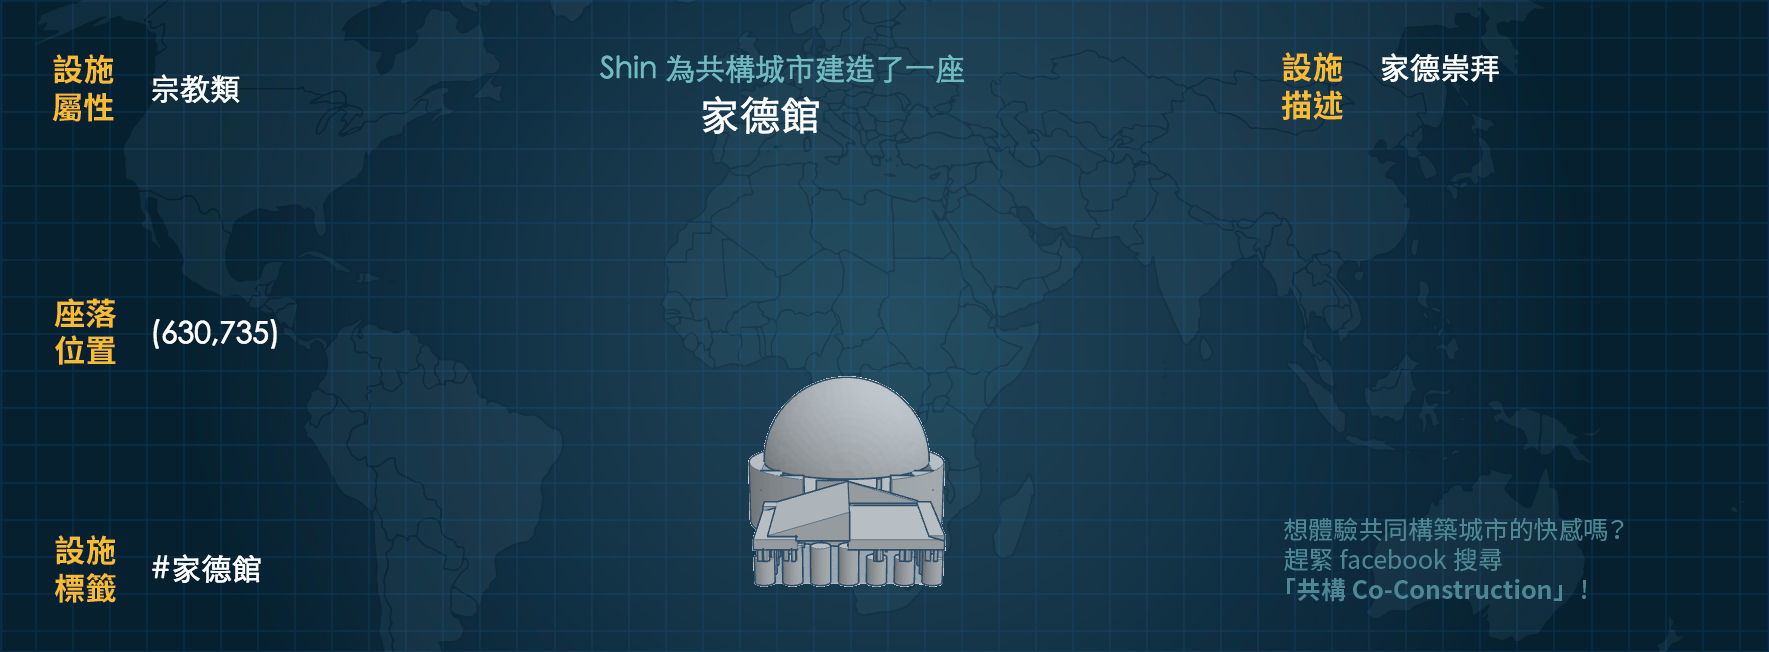 設施
屬性
宗教類
Shin 為共構城市建造了一座
家德館
設施
描述
家德崇拜
座落
位置
(630,735)
設施
標籤
#家德館
想體驗共同構築城市的快感嗎？
趕緊 facebook 搜尋
「共構 Co-Construction」！